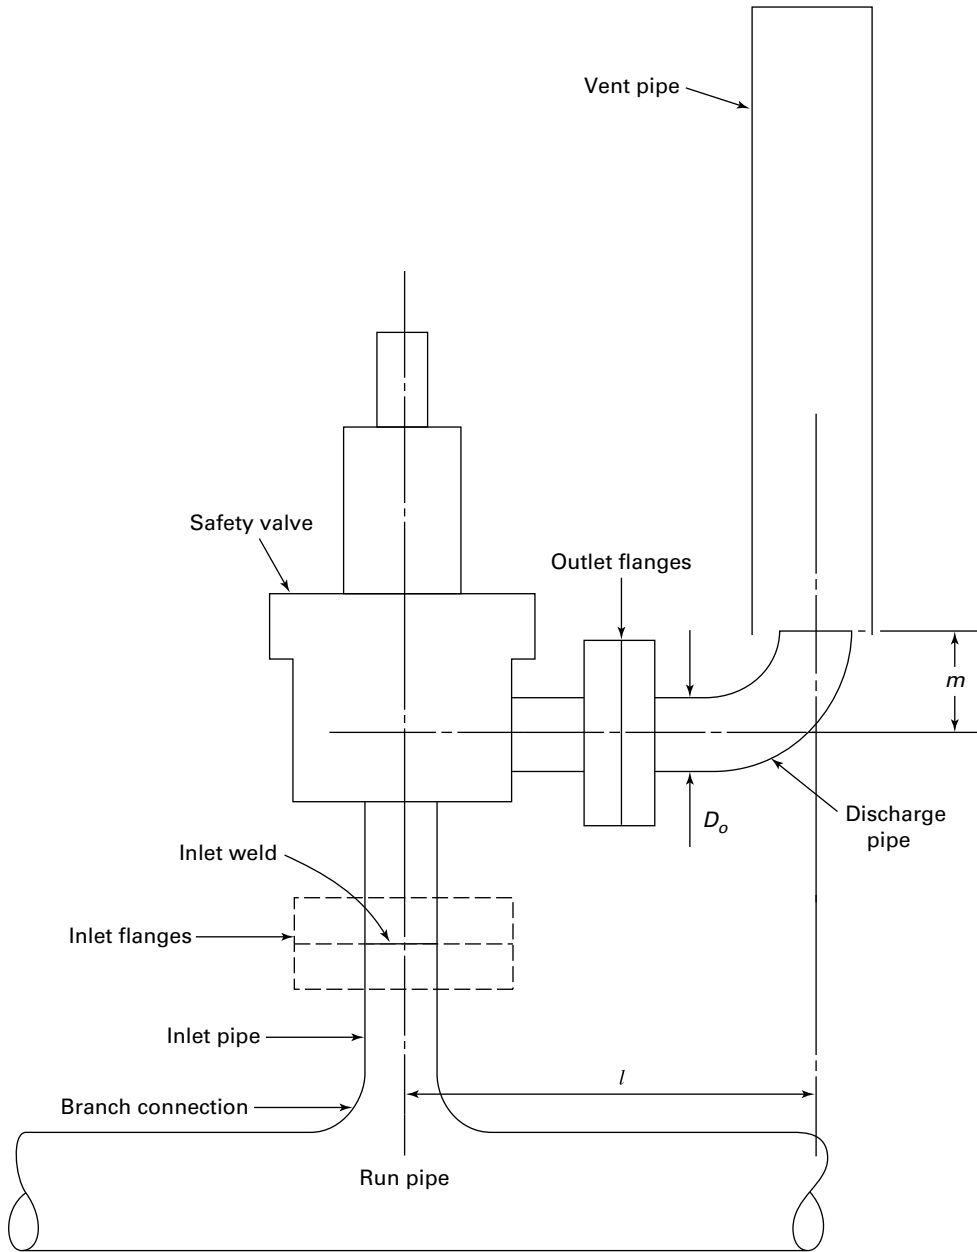 Vent pipe
Safety valve
Outlet flanges
m
Discharge
pipe
D_o
Inlet weld
Inlet flanges
Inlet pipe
l
Branch connection
Run pipe